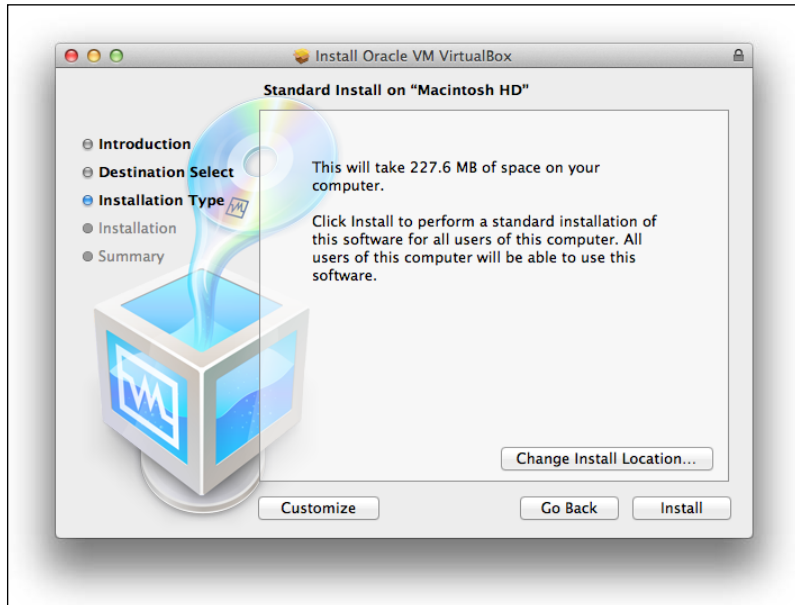 Install Oracle VM VirtualBox
Standard Install on “Macintosh HD”
Introduction
Destination Select
Installation Type
Installation
Summary
This will take 227.6 MB of space on your
computer.
Click Install to perform a standard installation of
this software for all users of this computer. All
users of this computer will be able to use this
software.
Change Install Location...
Customize
Go Back
Install